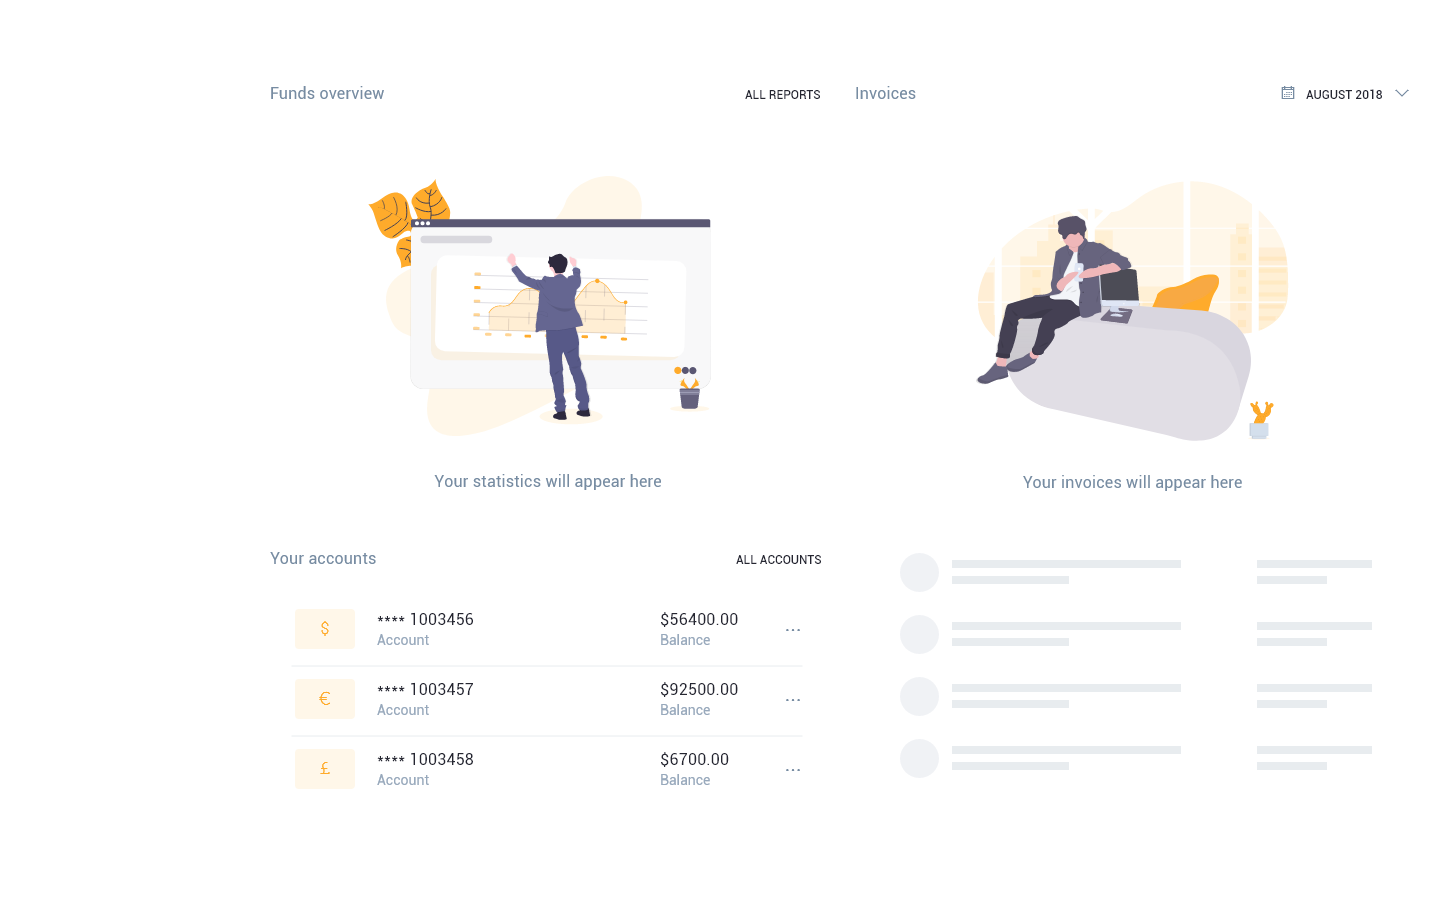 Funds overview
ALL REPORTS
Invoices
AUGUST 2018
Your statistics will appear here
Your invoices will appear here
Your accounts
ALL ACCOUNTS
$
**** 1003456
Account
$56400.00
Balance
...
€
**** 1003457
Account
$92500.00
Balance
...
£
**** 1003458
Account
$6700.00
Balance
...